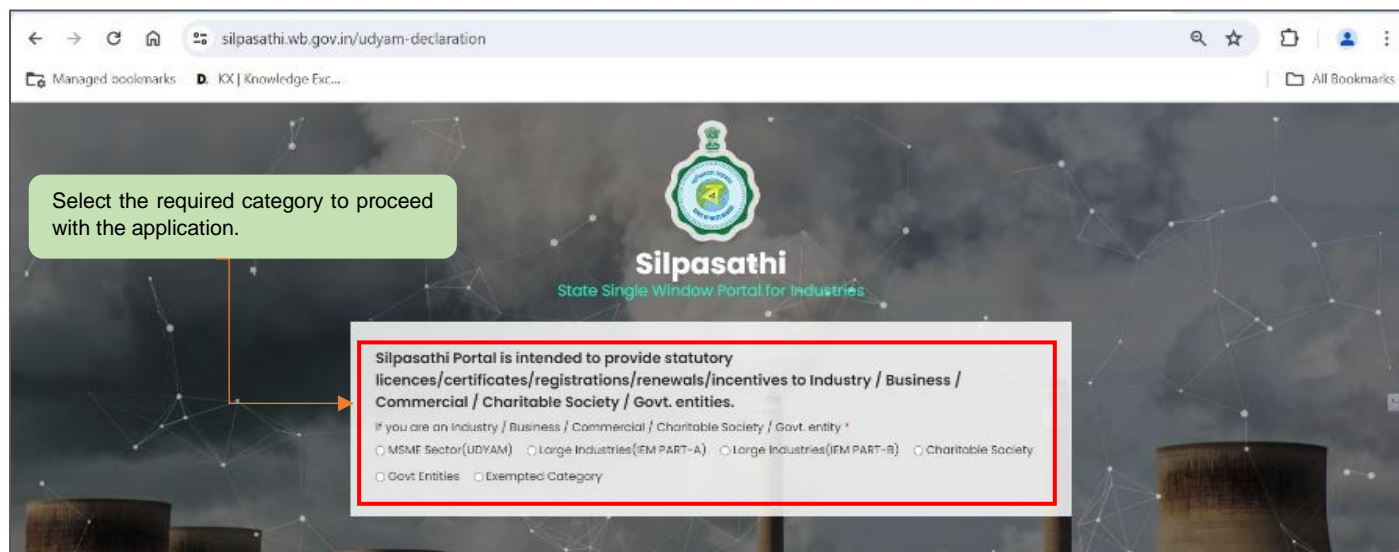 silpasathi.wb.gov.in/udyam-declaration
Managed bookmarks D. KX | Knowledge Exc... All Bookmarks
Select the required category to proceed
with the application.
Silpasathi
State Single Window Portal for Industries
Silpasathi Portal is intended to provide statutory
licences/certificates/registrations/renewals/incentives to Industry / Business /
Commercial / Charitable Society / Govt. entities.
If you are an Industry / Business / Commercial / Charitable Society / Govt. entity *
MSME Sector(UDYAM) Large Industries(IEM PART-A) Large Industries(IEM PART-B) Charitable Society
Govt Entities Exempted Category